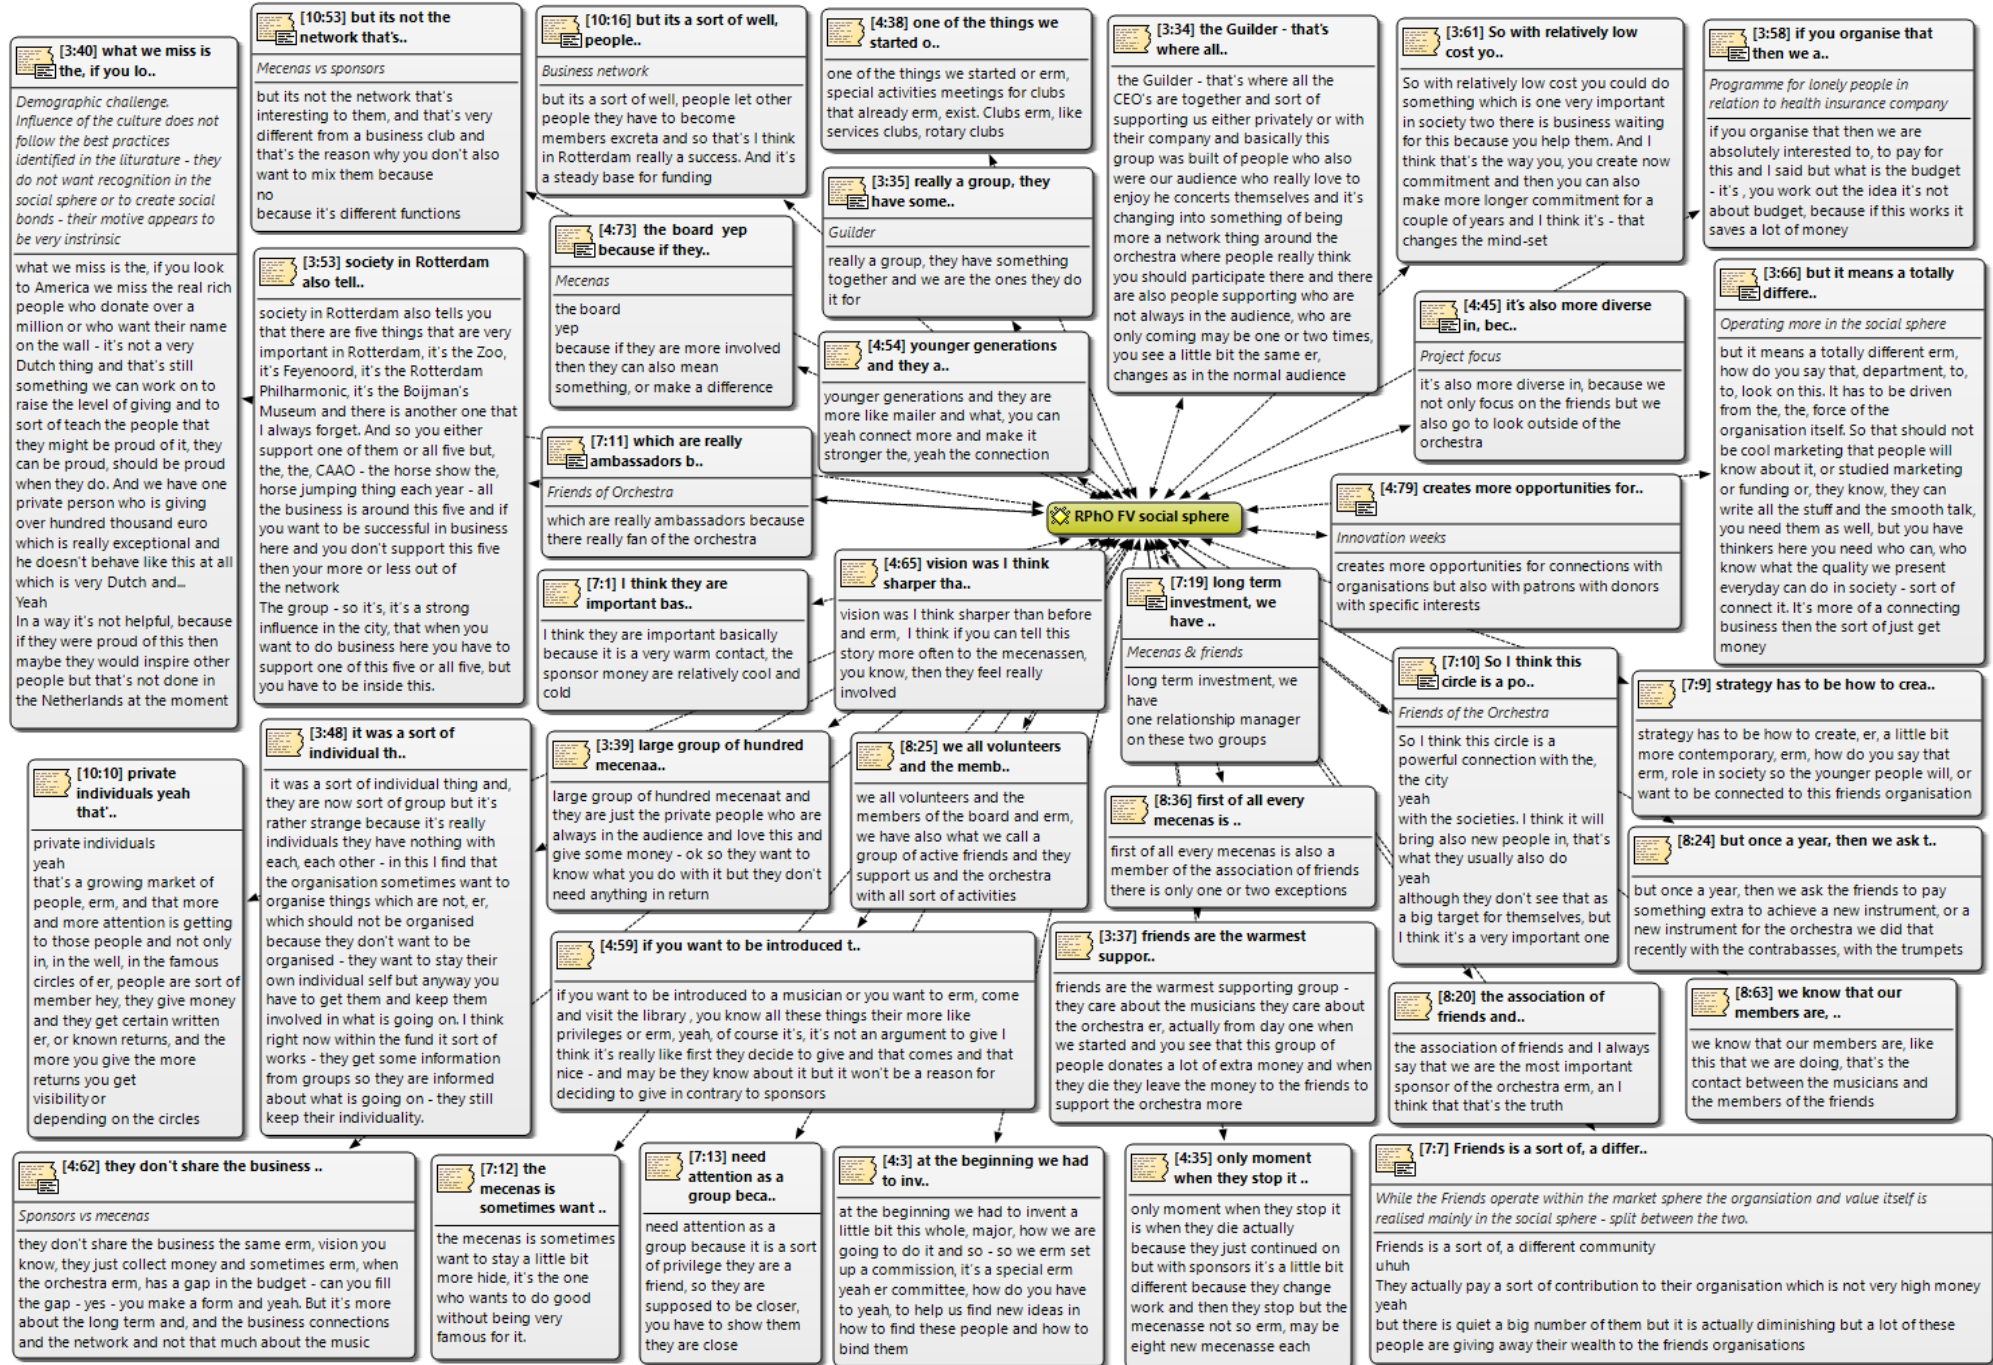 [3:40] what we miss is
the, if you lo..
Demographic challenge.
Influence of the culture does not
follow the best practices
identified in the liturature - they
do not want recognition in the
social sphere or to create social
bonds - their motive appears to
be very instrinsic
what we miss is the, if you look
to America we miss the real rich
people who donate over a
million or who want their name
on the wall - it's not a very
Dutch thing and that's still
something we can work on to
raise the level of giving and to
sort of teach the people that
they might be proud of it, they
can be proud, should be proud
when they do. And we have one
private person who is giving
over hundred thousand euro
which is really exceptional and
he doesn't behave like this at all
which is very Dutch and...
Yeah
In a way it's not helpful, because
if they were proud of this then
maybe they would inspire other
people but that's not done in
the Netherlands at the moment
[10:53] but its not the
network that's..
Mecenas vs sponsors
but its not the network that's
interesting to them, and that's very
different from a business club and
that's the reason why you don't also
want to mix them because
no
because it's different functions
[10:16] but its a sort of well,
people..
Business network
but its a sort of well, people let other
people they have to become
members excreta and so that's I think
in Rotterdam really a success. And it's
a steady base for funding
[4:38] one of the things we
started o..
one of the things we started or erm,
special activities meetings for clubs
that already erm, exist. Clubs erm, like
services clubs, rotary clubs
[3:34] the Guilder - that's
where all..
the Guilder - that's where all the
CEO's are together and sort of
supporting us either privately or with
their company and basically this
group was built of people who also
were our audience who really love to
enjoy he concerts themselves and it's
changing into something of being
more a network thing around the
orchestra where people really think
you should participate there and there
are also people supporting who are
not always in the audience, who are
only coming may be one or two times,
you see a little bit the same er,
changes as in the normal audience
[3:61] So with relatively low
cost yo..
So with relatively low cost you could do
something which is one very important
in society two there is business waiting
for this because you help them. And I
think that's the way you, you create now
commitment and then you can also
make more longer commitment for a
couple of years and I think it's - that
changes the mind-set
[3:58] if you organise that
then we a..
Programme for lonely people in
relation to health insurance company
if you organise that then we are
absolutely interested to, to pay for
this and I said but what is the budget
- it's , you work out the idea it's not
about budget, because if this works it
saves a lot of money
[3:35] really a group, they
have some..
Guilder
really a group, they have something
together and we are the ones they do
it for
[4:73] the board yep
because if they..
Mecenas
the board
yep
because if they are more involved
then they can also mean
something, or make a difference
[3:53] society in Rotterdam
also tell..
society in Rotterdam also tells you
that there are five things that are very
important in Rotterdam, it's the Zoo,
it's Feyenoord, it's the Rotterdam
Philharmonic, it's the Boijman's
Museum and there is another one that
I always forget. And so you either
support one of them or all five but,
the, the, CAAO - the horse show the,
horse jumping thing each year - all
the business is around this five and if
you want to be successful in business
here and you don't support this five
then your more or less out of
the network
The group - so it's, it's a strong
influence in the city, that when you
want to do business here you have to
support one of this five or all five, but
you have to be inside this.
[4:54] younger generations
and they a..
younger generations and they are
more like mailer and what, you can
yeah connect more and make it
stronger the, yeah the connection
[4:45] it's also more diverse
in, bec..
Project focus
it's also more diverse in, because we
not only focus on the friends but we
also go to look outside of the
orchestra
[3:66] but it means a totally
differe..
Operating more in the social sphere
but it means a totally different erm,
how do you say that, department, to,
to, look on this. It has to be driven
from the, the, force of the
organisation itself. So that should not
be cool marketing that people will
know about it, or studied marketing
or funding or, they know, they can
write all the stuff and the smooth talk,
you need them as well, but you have
thinkers here you need who can, who
know what the quality we present
everyday can do in society - sort of
connect it. It's more of a connecting
business then the sort of just get
money
[7:11] which are really
ambassadors b..
Friends of Orchestra
which are really ambassadors because
there really fan of the orchestra
RPhO FV social sphere
[4:79] creates more opportunities for..
Innovation weeks
creates more opportunities for connections with
organisations but also with patrons with donors
with specific interests
[7:1] I think they are
important bas..
I think they are important basically
because it is a very warm contact, the
sponsor money are relatively cool and
cold
[4:65] vision was I think
sharper tha..
vision was I think sharper than before
and erm, I think if you can tell this
story more often to the mecenassen,
you know, then they feel really
involved
[7:19] long term
investment, we
have ..
Mecenas & friends
long term investment, we
have
one relationship manager
on these two groups
[7:10] So I think this
circle is a po..
Friends of the Orchestra
So I think this circle is a
powerful connection with the,
the city
yeah
with the societies. I think it will
bring also new people in, that's
what they usually also do
yeah
although they don't see that as
a big target for themselves, but
I think it's a very important one
[7:9] strategy has to be how to crea..
strategy has to be how to create, er, a little bit
more contemporary, erm, how do you say that
erm, role in society so the younger people will, or
want to be connected to this friends organisation
[10:10] private
individuals yeah
that'..
private individuals
yeah
that's a growing market of
people, erm, and that more
and more attention is getting
to those people and not only
in, in the well, in the famous
circles of er, people are sort of
member hey, they give money
and they get certain written
er, or known returns, and the
more you give the more
returns you get
visibility or
depending on the circles
[3:48] it was a sort of
individual th..
it was a sort of individual thing and,
they are now sort of group but it's
rather strange because it's really
individuals they have nothing with
each, each other - in this I find that
the organisation sometimes want to
organise things which are not, er,
which should not be organised
because they don't want to be
organised - they want to stay their
own individual self but anyway you
have to get them and keep them
involved in what is going on. I think
right now within the fund it sort of
works - they get some information
from groups so they are informed
about what is going on - they still
keep their individuality.
[3:39] large group of hundred
mecenaa..
large group of hundred mecenaat and
they are just the private people who are
always in the audience and love this and
give some money - ok so they want to
know what you do with it but they don't
need anything in return
[8:25] we all volunteers
and the memb..
we all volunteers and the
members of the board and erm,
we have also what we call a
group of active friends and they
support us and the orchestra
with all sort of activities
[8:36] first of all every
mecenas is ..
first of all every mecenas is also a
member of the association of friends
there is only one or two exceptions
[8:24] but once a year, then we ask t..
but once a year, then we ask the friends to pay
something extra to achieve a new instrument, or a
new instrument for the orchestra we did that
recently with the contrabasses, with the trumpets
[4:59] if you want to be introduced t..
if you want to be introduced to a musician or you want to erm, come
and visit the library , you know all these things their more like
privileges or erm, yeah, of course it's, it's not an argument to give I
think it's really like first they decide to give and that comes and that
nice - and may be they know about it but it won't be a reason for
deciding to give in contrary to sponsors
[3:37] friends are the warmest
suppor..
friends are the warmest supporting group -
they care about the musicians they care about
the orchestra er, actually from day one when
we started and you see that this group of
people donates a lot of extra money and when
they die they leave the money to the friends to
support the orchestra more
[8:20] the association of
friends and..
the association of friends and I always
say that we are the most important
sponsor of the orchestra erm, an I
think that that's the truth
[8:63] we know that our
members are, ..
we know that our members are, like
this that we are doing, that's the
contact between the musicians and
the members of the friends
[4:62] they don't share the business ..
Sponsors vs mecenas
they don't share the business the same erm, vision you
know, they just collect money and sometimes erm, when
the orchestra erm, has a gap in the budget - can you fill
the gap - yes - you make a form and yeah. But it's more
about the long term and, and the business connections
and the network and not that much about the music
[7:12] the
mecenas is
sometimes want ..
the mecenas is sometimes
want to stay a little bit
more hide, it's the one
who wants to do good
without being very
famous for it.
[7:13] need
attention as a
group beca..
need attention as a
group because it is a sort
of privilege they are a
friend, so they are
supposed to be closer,
you have to show them
they are close
[4:3] at the beginning we had
to inv..
at the beginning we had to invent a
little bit this whole, major, how we are
going to do it and so - so we erm set
up a commission, it's a special erm
yeah er committee, how do you have
to yeah, to help us find new ideas in
how to find these people and how to
bind them
[4:35] only moment
when they stop it ..
only moment when they stop it
is when they die actually
because they just continued on
but with sponsors it's a little bit
different because they change
work and then they stop but the
mecenasse not so erm, may be
eight new mecenasse each
[7:7] Friends is a sort of, a differ..
While the Friends operate within the market sphere the organsiation and value itself is
realised mainly in the social sphere - split between the two.
Friends is a sort of, a different community
uhuh
They actually pay a sort of contribution to their organisation which is not very high money
yeah
but there is quiet a big number of them but it is actually diminishing but a lot of these
people are giving away their wealth to the friends organisations